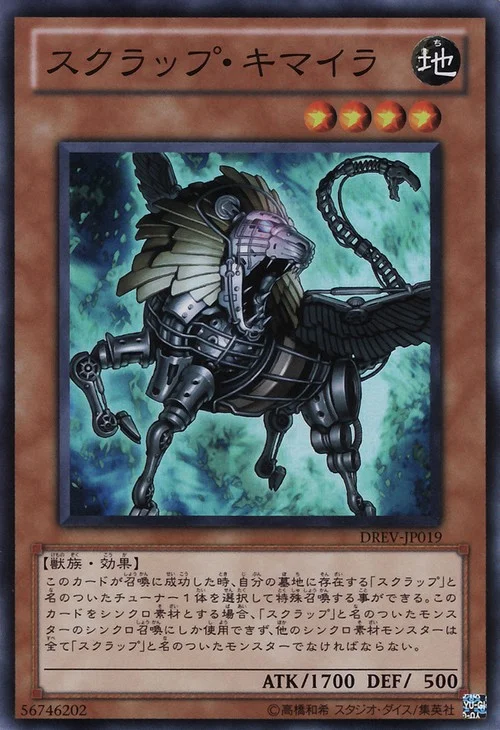 スクラップ・キマイラ
地
DREV-JP019
【獣族・効果】
このカードが召喚に成功した時、自分の墓地に存在する「スクラップ」と
名のついたチューナー1体を選択して特殊召喚する事ができる。この
カードをシンクロ素材とする場合、「スクラップ」と名のついたモンスター
のシンクロ召喚にしか使用できず、他のシンクロ素材モンスターは
全て「スクラップ」と名のついたモンスターでなければならない。
ATK/1700 DEF/ 500
56746202
©高橋和希 スタジオ・ダイス/集英社